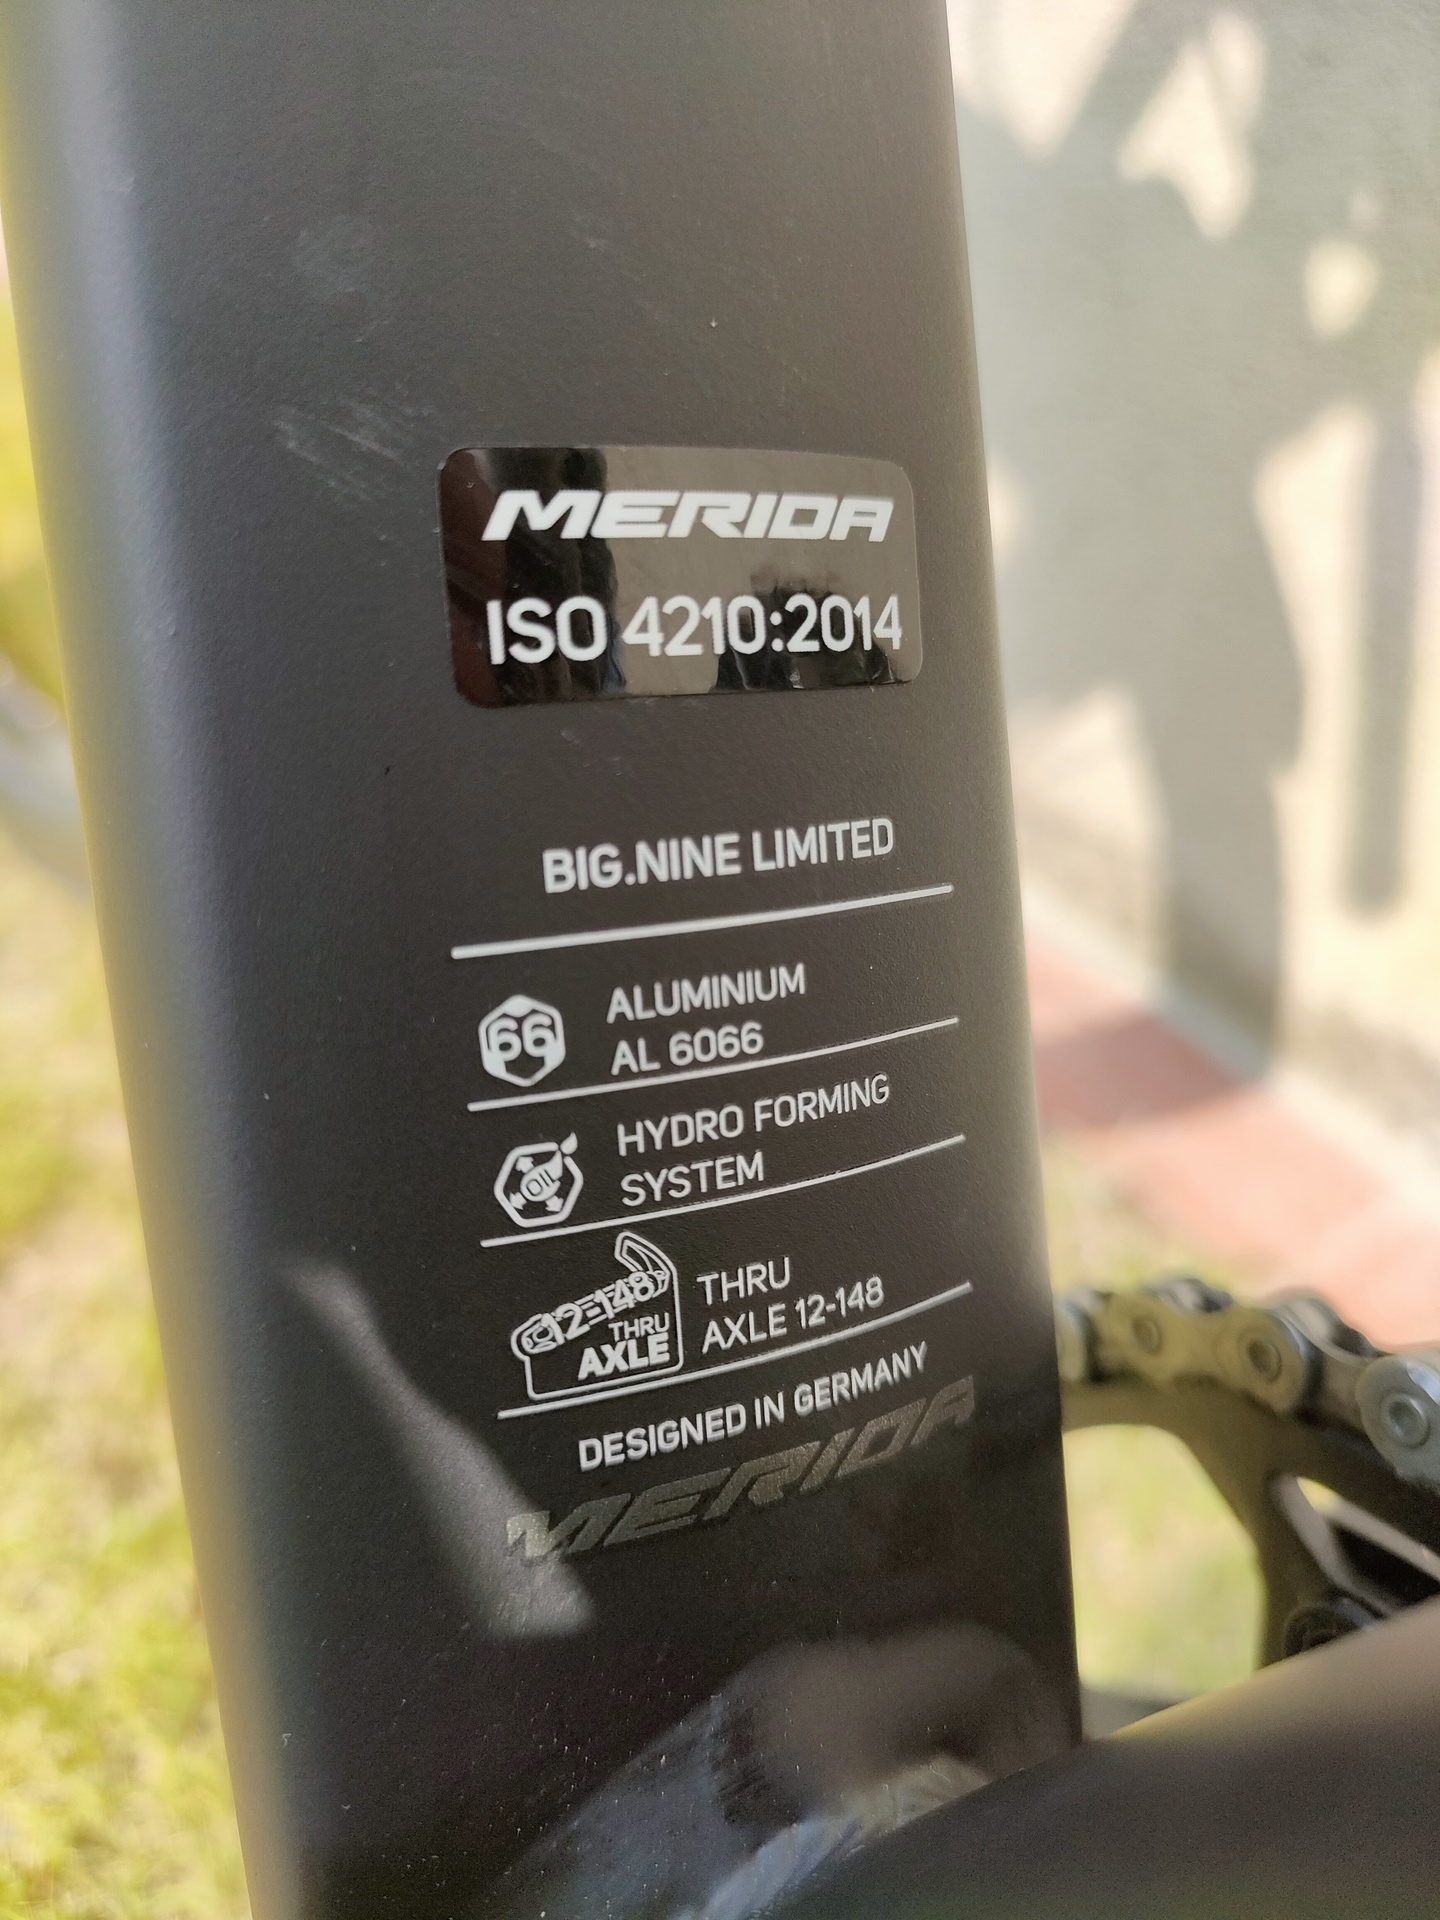 MERIDA
ISO 4210:2014
BIG.NINE LIMITED
66
ALUMINIUM
AL 6066
OIL
HYDRO FORMING
SYSTEM
12-148
THRU
AXLE
THRU
AXLE 12-148
DESIGNED IN GERMANY
MERIDA